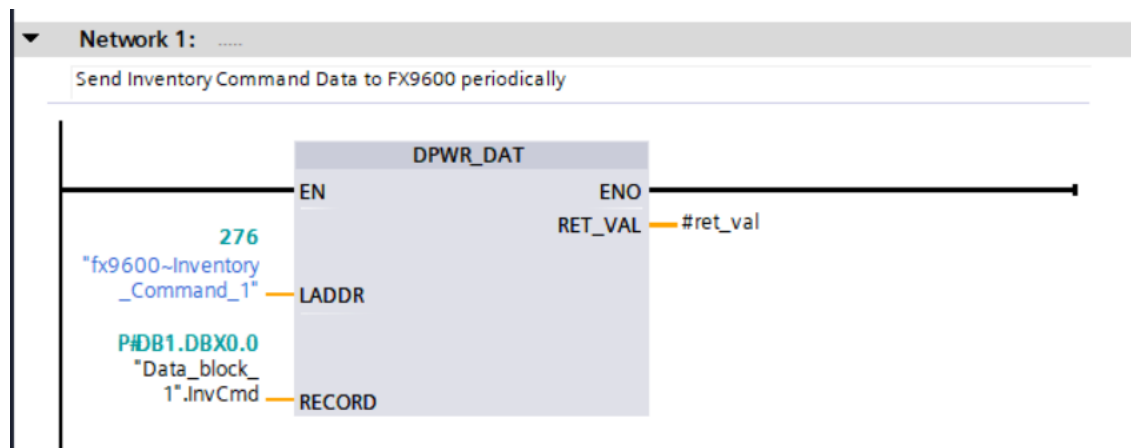 Network 1: .....
Send Inventory Command Data to FX9600 periodically
DPWR_DAT
EN
ENO
RET_VAL
#ret_val
276
"fx9600~Inventory
_Command_1"
LADDR
P#DB1.DBX0.0
"Data_block_
1".InvCmd
RECORD